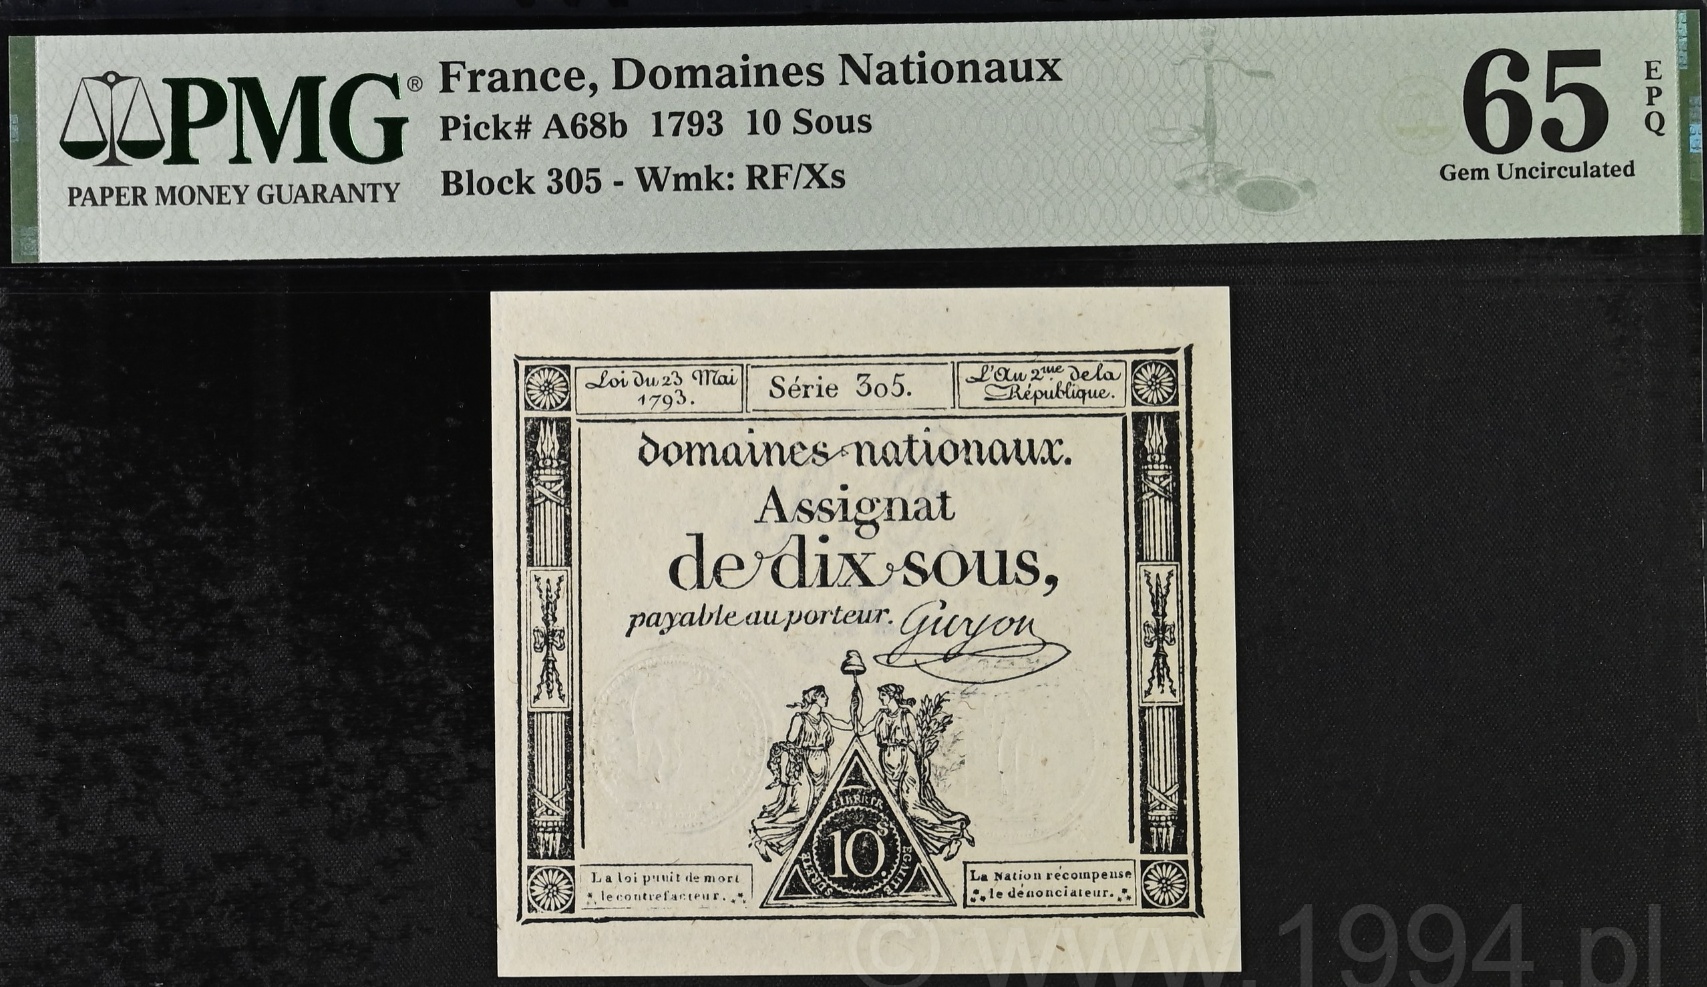 PMG®
PAPER MONEY GUARANTY
France, Domaines Nationaux
Pick# A68b 1793 10 Sous
Block 305 - Wmk: RF/Xs
65
EPQ
Gem Uncirculated
Loi du 23 Mai
1793.
Série 305.
L'An 2me de la
République.
domaines nationaux.
Assignat
de dix sous,
payable au porteur.
Guyon
LIBERTÉ
EGALITÉ
10s
La loi punit de mort
le contrefacteur.
La Nation récompense
le dénonciateur.
© www.1994.pl